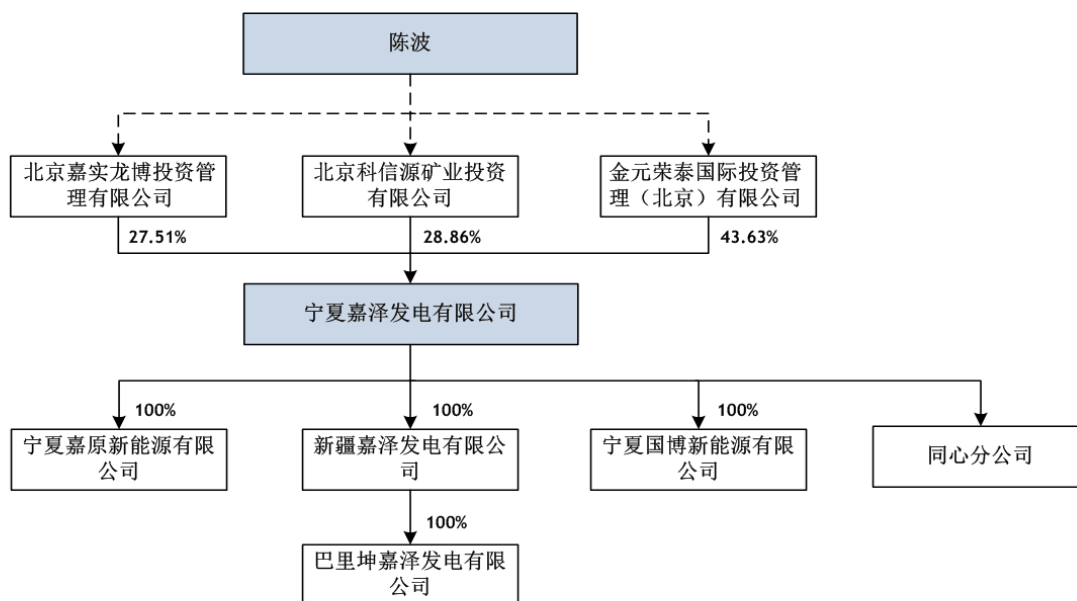 陈波
北京嘉实龙博投资管
理有限公司
北京科信源矿业投资
有限公司
金元荣泰国际投资管
理（北京）有限公司
27.51%
28.86%
43.63%
宁夏嘉泽发电有限公司
100%
100%
100%
宁夏嘉原新能源有限
公司
新疆嘉泽发电有限公
司
宁夏国博新能源有限
公司
同心分公司
100%
巴里坤嘉泽发电有限
公司